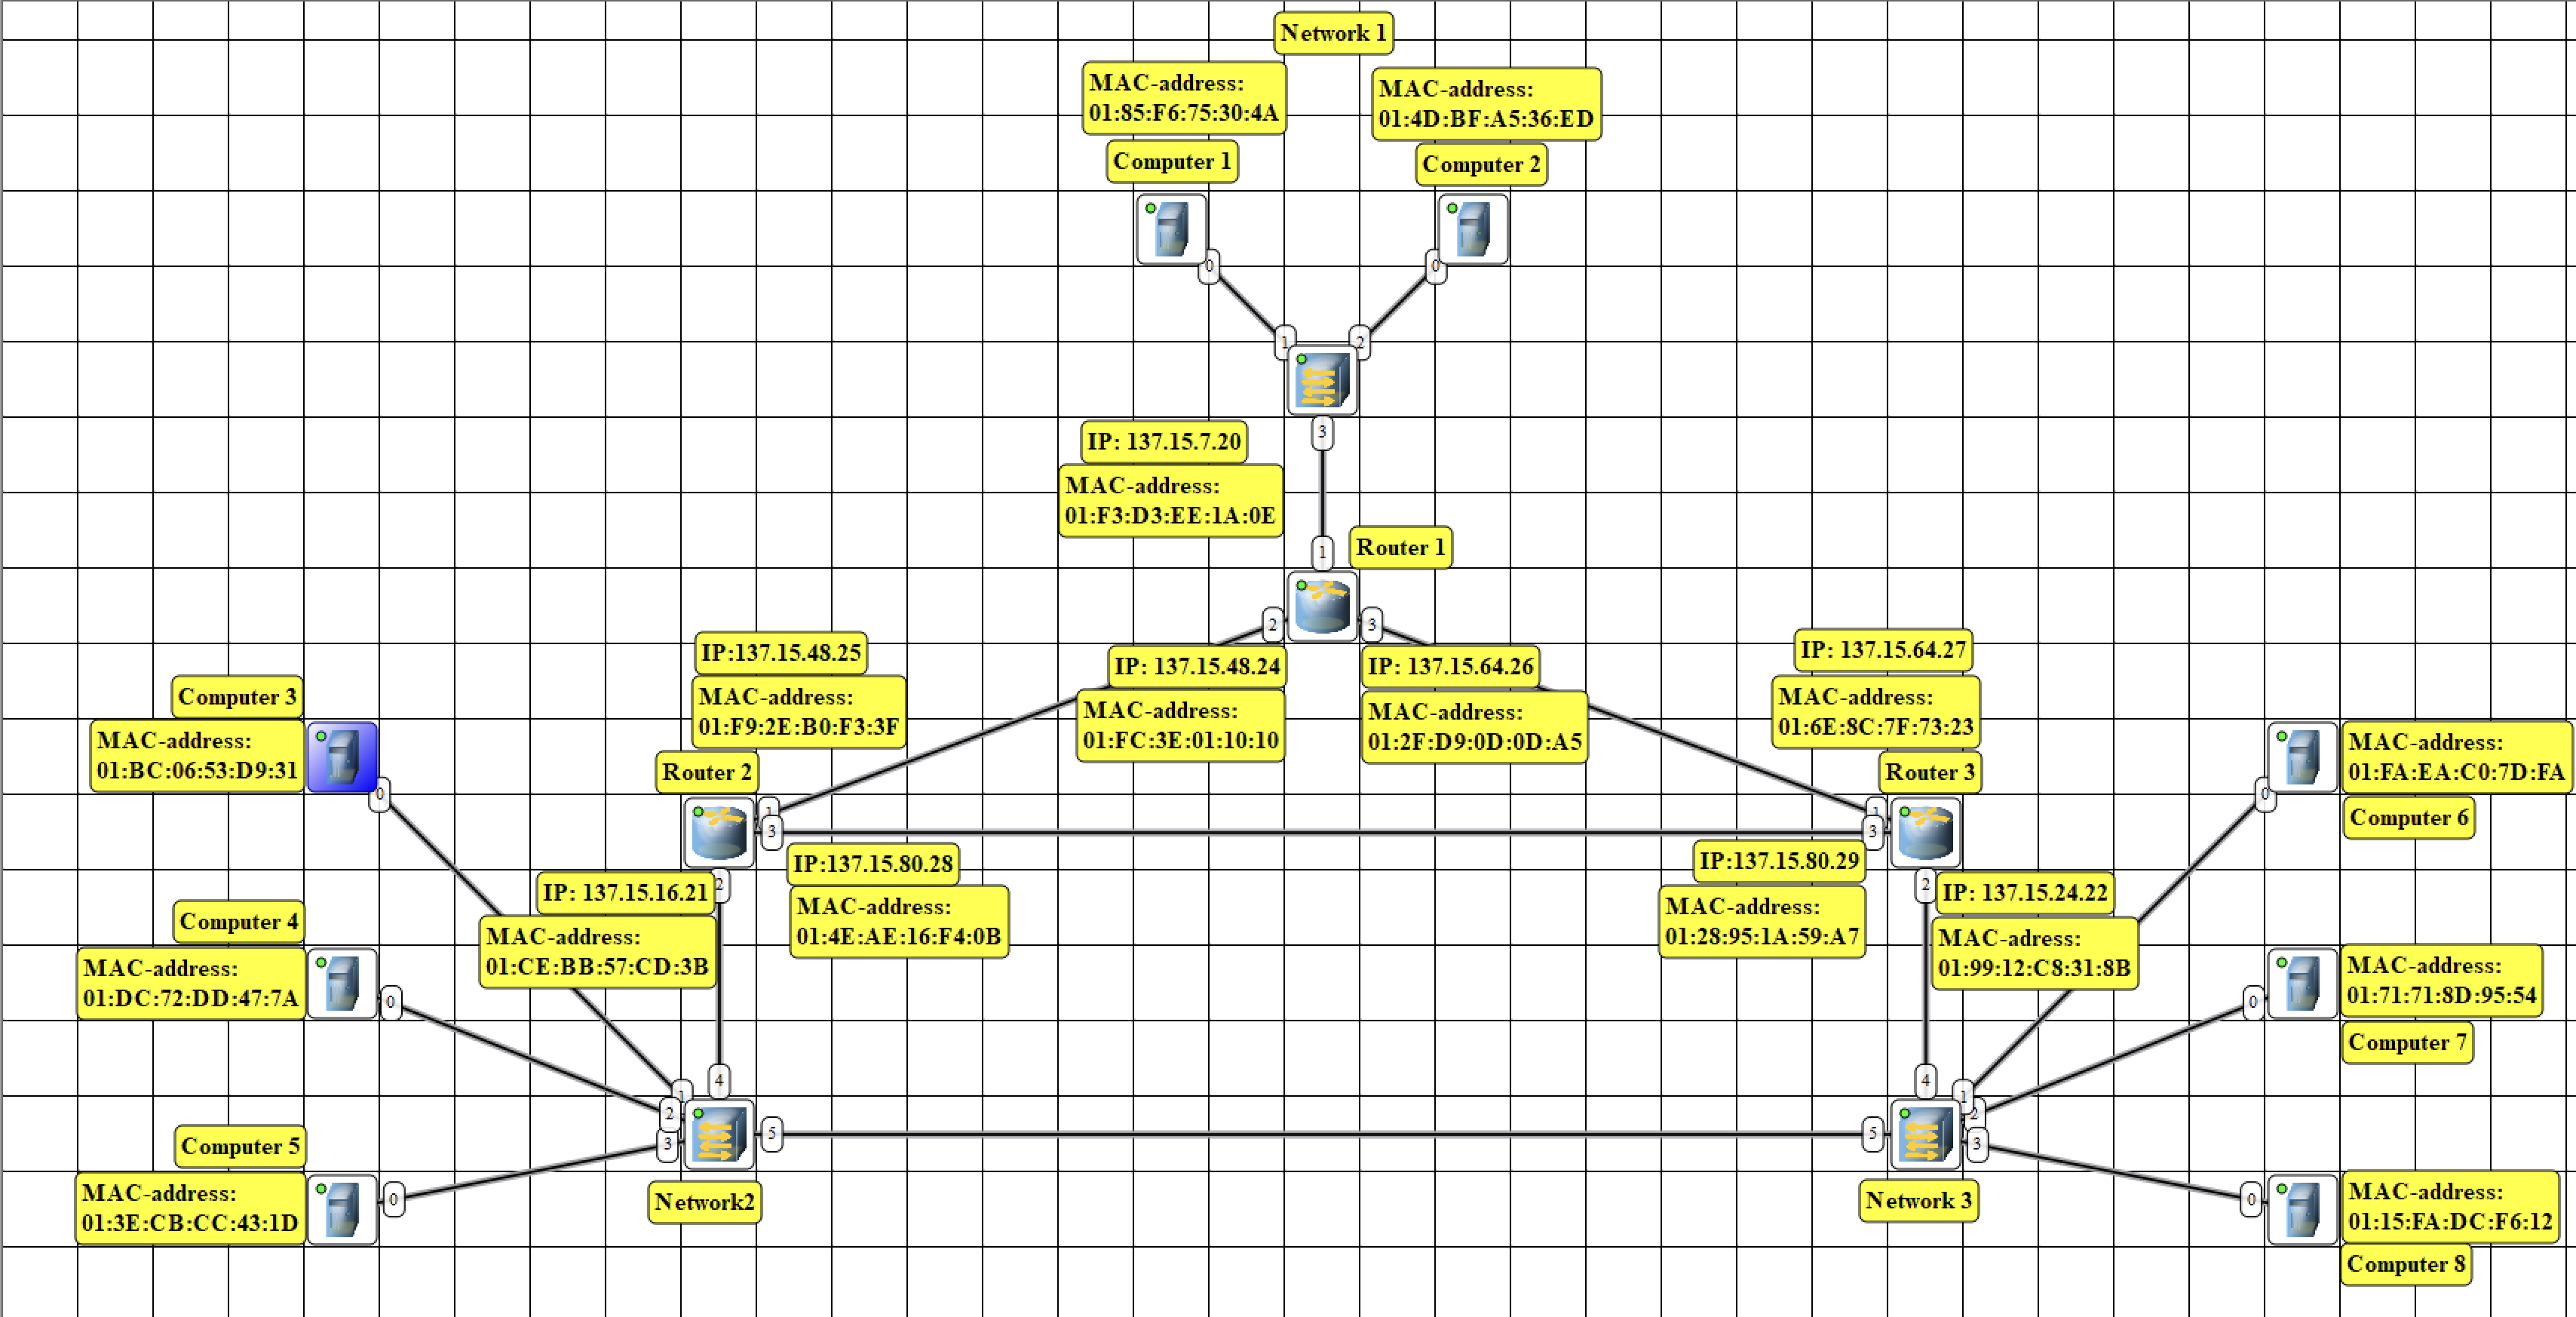 Network 1
MAC-address:
01:85:F6:75:30:4A
MAC-address:
01:4D:BF:A5:36:ED
Computer 1
Computer 2
0
0
1
2
3
IP: 137.15.7.20
MAC-address:
01:F3:D3:EE:1A:0E
1
Router 1
2
3
IP:137.15.48.25
MAC-address:
01:F9:2E:B0:F3:3F
Router 2
IP: 137.15.48.24
MAC-address:
01:FC:3E:01:10:10
IP: 137.15.64.26
MAC-address:
01:2F:D9:0D:0D:A5
IP: 137.15.64.27
MAC-address:
01:6E:8C:7F:73:23
Router 3
Computer 3
MAC-address:
01:BC:06:53:D9:31
0
1
3
1
3
0
MAC-address:
01:FA:EA:C0:7D:FA
Computer 6
IP: 137.15.16.21
2
MAC-address:
01:CE:BB:57:CD:3B
IP:137.15.80.28
MAC-address:
01:4E:AE:16:F4:0B
IP:137.15.80.29
MAC-address:
01:28:95:1A:59:A7
2
IP: 137.15.24.22
MAC-address:
01:99:12:C8:31:8B
Computer 4
MAC-address:
01:DC:72:DD:47:7A
0
0
MAC-address:
01:71:71:8D:95:54
Computer 7
4
1
2
3
5
4
1
2
3
5
Computer 5
MAC-address:
01:3E:CB:CC:43:1D
0
Network2
Network 3
0
MAC-address:
01:15:FA:DC:F6:12
Computer 8